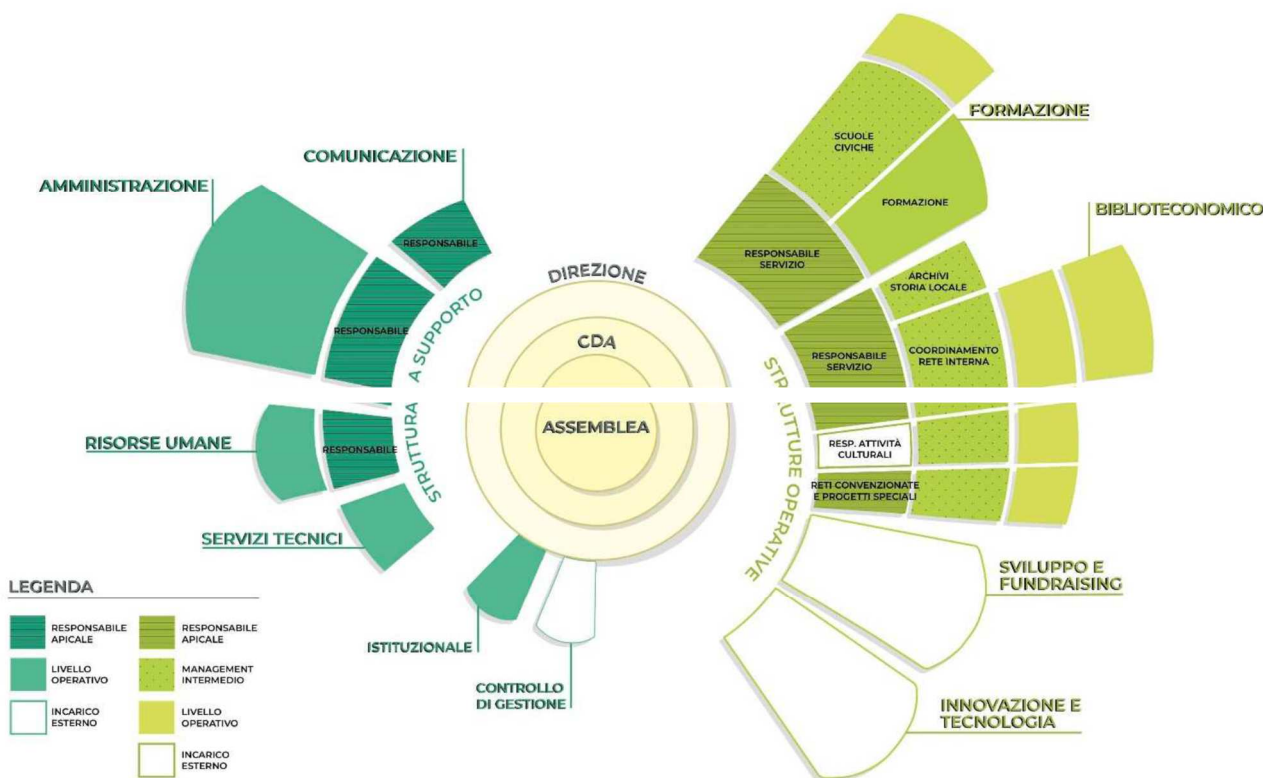 FORMAZIONE
SCUOLE
CIVICHE
FORMAZIONE
COMUNICAZIONE
AMMINISTRAZIONE
BIBLIOTECONOMICO
RESPONSABILE
RESPONSABILE
SERVIZIO
DIREZIONE
ARCHIVI
STORIA LOCALE
RESPONSABILE
CDA
RESPONSABILE
SERVIZIO
COORDINAMENTO
RETE INTERNA
STRUTTURA A SUPPORTO
STRUTTURE OPERATIVE
ASSEMBLEA
RISORSE UMANE
RESPONSABILE
RESP. ATTIVITÀ
CULTURALI
RETI CONVENZIONATE
E PROGETTI SPECIALI
SERVIZI TECNICI
SVILUPPO E
FUNDRAISING
ISTITUZIONALE
CONTROLLO
DI GESTIONE
INNOVAZIONE E
TECNOLOGIA
LEGENDA
RESPONSABILE
APICALE
RESPONSABILE
APICALE
LIVELLO
OPERATIVO
MANAGEMENT
INTERMEDIO
INCARICO
ESTERNO
LIVELLO
OPERATIVO
INCARICO
ESTERNO